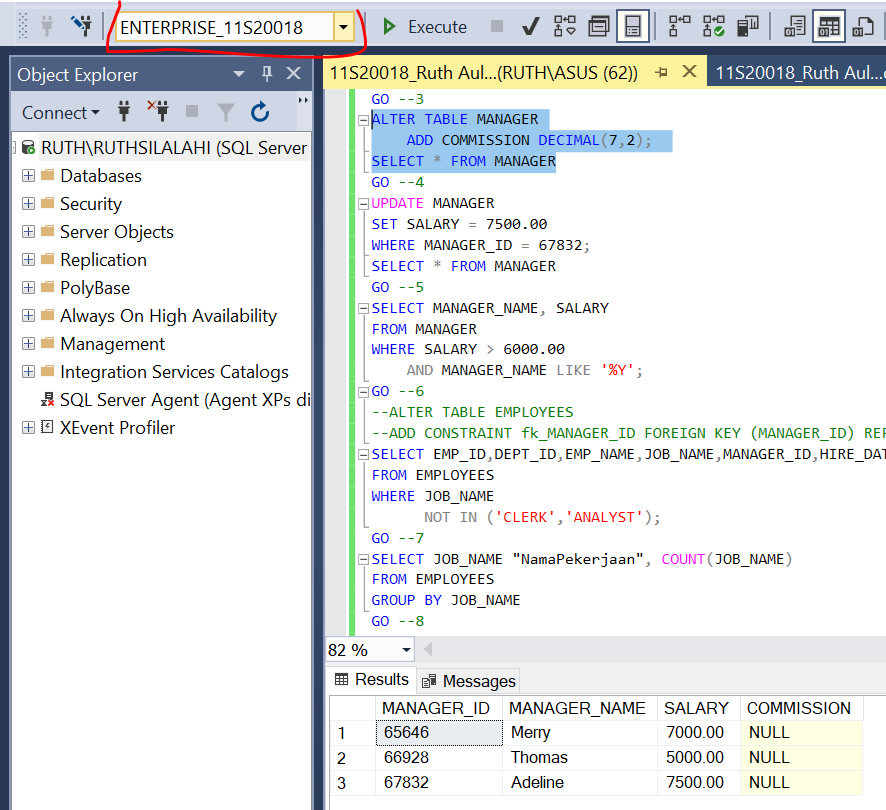 ENTERPRISE_11S20018
Execute
Object Explorer
Connect
RUTH\RUTHSILALAHI (SQL Server
Databases
Security
Server Objects
Replication
PolyBase
Always On High Availability
Management
Integration Services Catalogs
SQL Server Agent (Agent XPs di
XEvent Profiler
11S20018_Ruth Aul...(RUTH\ASUS (62))
11S20018_Ruth Aul...
GO --3
ALTER TABLE MANAGER
ADD COMMISSION DECIMAL(7,2);
SELECT * FROM MANAGER
GO --4
UPDATE MANAGER
SET SALARY = 7500.00
WHERE MANAGER_ID = 67832;
SELECT * FROM MANAGER
GO --5
SELECT MANAGER_NAME, SALARY
FROM MANAGER
WHERE SALARY > 6000.00
AND MANAGER_NAME LIKE '%Y';
GO --6
--ALTER TABLE EMPLOYEES
--ADD CONSTRAINT fk_MANAGER_ID FOREIGN KEY (MANAGER_ID) REF
SELECT EMP_ID,DEPT_ID,EMP_NAME,JOB_NAME,MANAGER_ID,HIRE_DAT
FROM EMPLOYEES
WHERE JOB_NAME
NOT IN ('CLERK','ANALYST');
GO --7
SELECT JOB_NAME "NamaPekerjaan", COUNT(JOB_NAME)
FROM EMPLOYEES
GROUP BY JOB_NAME
GO --8
82 %
Results Messages
MANAGER_ID MANAGER_NAME SALARY COMMISSION
1 65646 Merry 7000.00 NULL
2 66928 Thomas 5000.00 NULL
3 67832 Adeline 7500.00 NULL